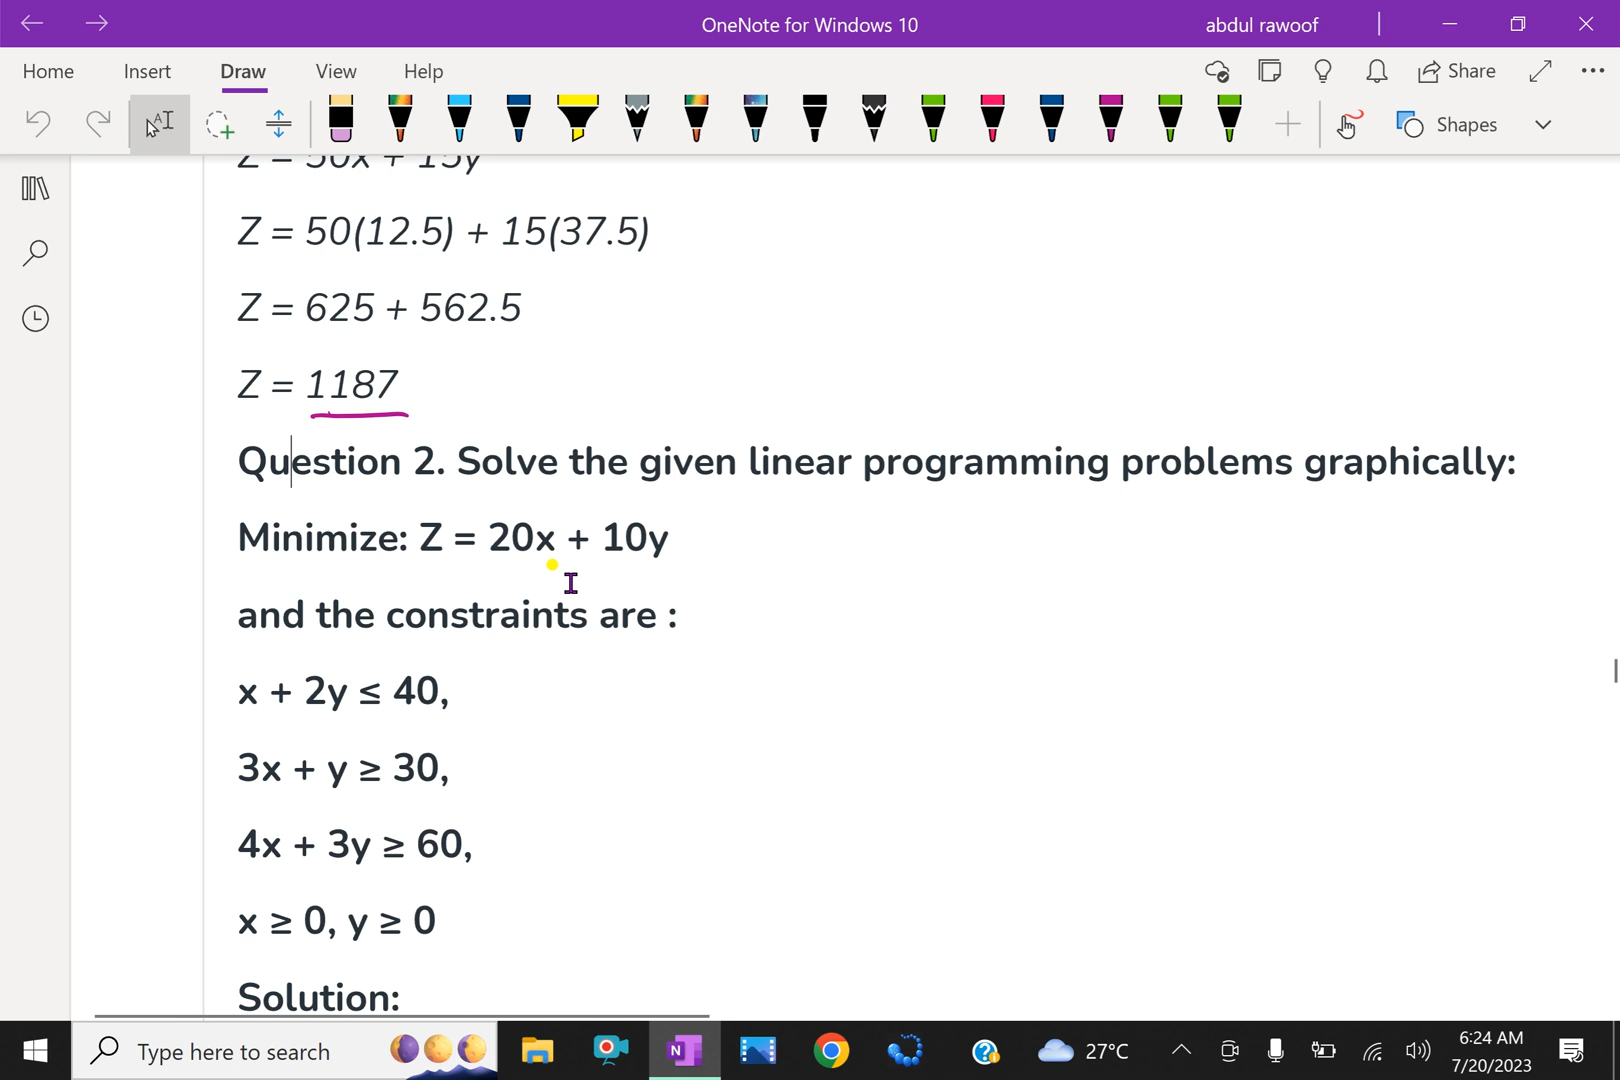 OneNote for Windows 10
abdul rawoof
Home
Insert
Draw
View
Help
Share
Shapes
Z = 50x + 15y
Z = 50(12.5) + 15(37.5)
Z = 625 + 562.5
Z = 1187
Question 2. Solve the given linear programming problems graphically:
Minimize: Z = 20x + 10y
and the constraints are :
x + 2y ≤ 40,
3x + y ≥ 30,
4x + 3y ≥ 60,
x ≥ 0, y ≥ 0
Solution:
Type here to search
27°C
6:24 AM
7/20/2023